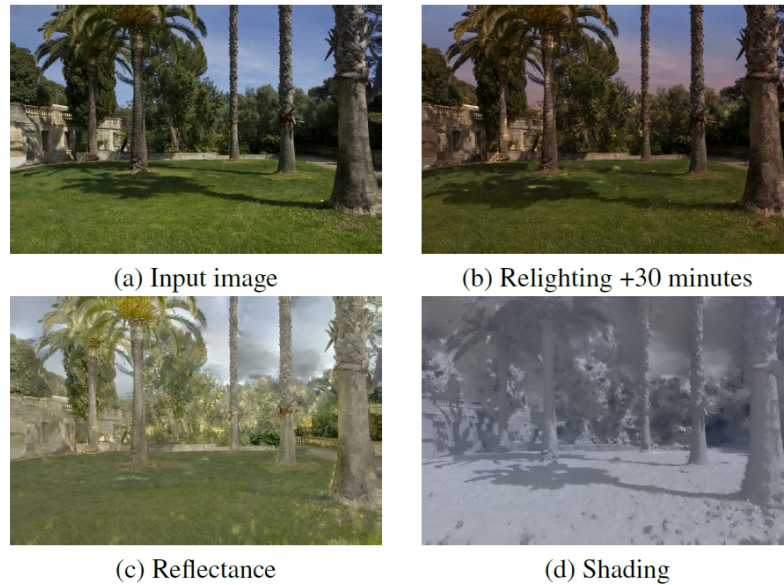 (a) Input image
(b) Relighting +30 minutes
(c) Reflectance
(d) Shading